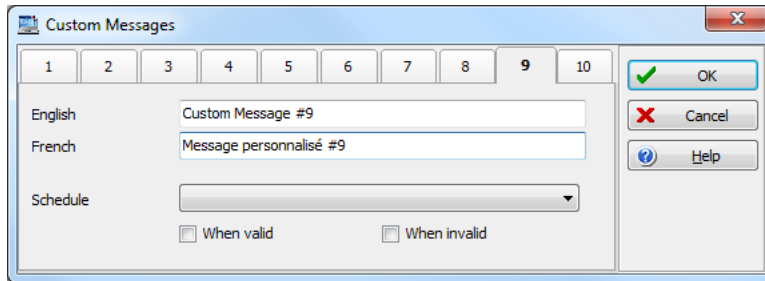 Custom Messages
1 2 3 4 5 6 7 8 9 10
English Custom Message #9
French Message personnalisé #9
Schedule
When valid When invalid
OK
Cancel
Help